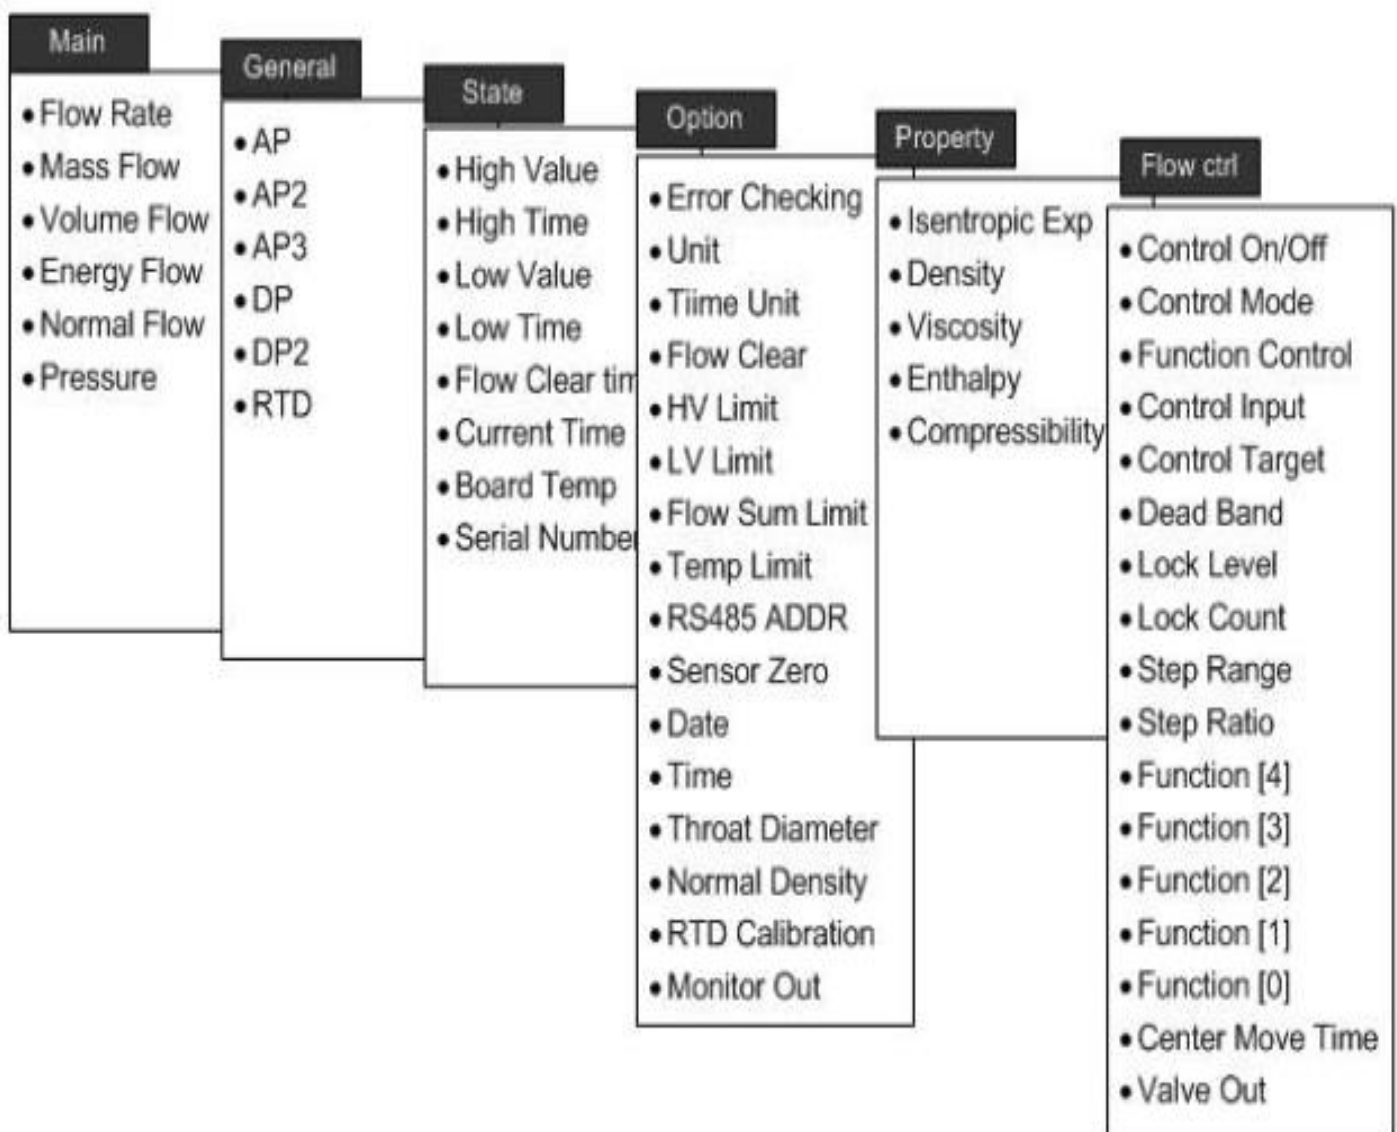 Main
• Flow Rate
• Mass Flow
• Volume Flow
• Energy Flow
• Normal Flow
• Pressure
General
• AP
• AP2
• AP3
• DP
• DP2
• RTD
State
• High Value
• High Time
• Low Value
• Low Time
• Flow Clear tim
• Current Time
• Board Temp
• Serial Number
Option
• Error Checking
• Unit
• Tiime Unit
• Flow Clear
• HV Limit
• LV Limit
• Flow Sum Limit
• Temp Limit
• RS485 ADDR
• Sensor Zero
• Date
• Time
• Throat Diameter
• Normal Density
• RTD Calibration
• Monitor Out
Property
• Isentropic Exp
• Density
• Viscosity
• Enthalpy
• Compressibility
Flow ctrl
• Control On/Off
• Control Mode
• Function Control
• Control Input
• Control Target
• Dead Band
• Lock Level
• Lock Count
• Step Range
• Step Ratio
• Function [4]
• Function [3]
• Function [2]
• Function [1]
• Function [0]
• Center Move Time
• Valve Out